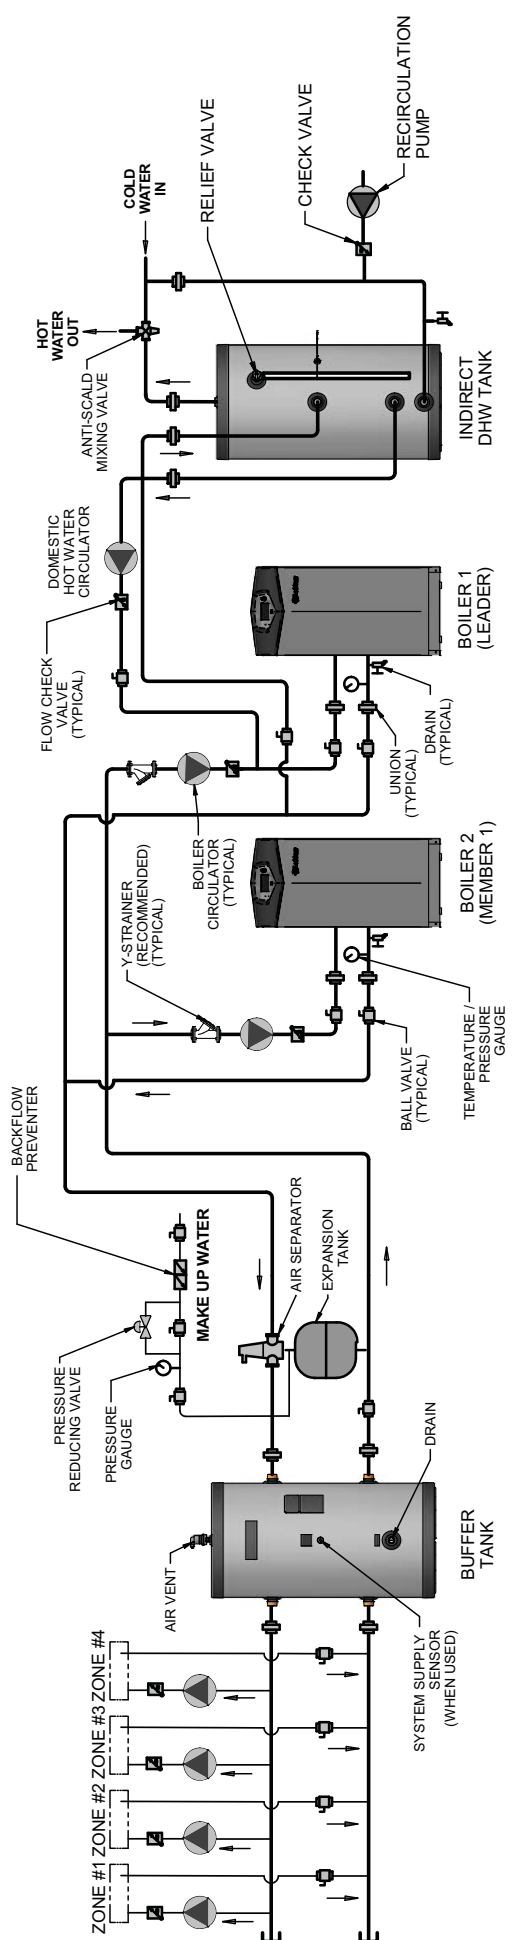 ZONE #1
ZONE #2
ZONE #3
ZONE #4
AIR VENT
SYSTEM SUPPLY
SENSOR
(WHEN USED)
DRAIN
BUFFER
TANK
PRESSURE
REDUCING VALVE
PRESSURE
GAUGE
BACKFLOW
PREVENTER
MAKE UP WATER
AIR SEPARATOR
EXPANSION
TANK
Y-STRAINER
(RECOMMENDED)
(TYPICAL)
BALL VALVE
(TYPICAL)
TEMPERATURE /
PRESSURE
GAUGE
BOILER 2
(MEMBER 1)
BOILER
CIRCULATOR
(TYPICAL)
UNION
(TYPICAL)
DRAIN
(TYPICAL)
BOILER 1
(LEADER)
FLOW CHECK
VALVE
(TYPICAL)
DOMESTIC
HOT WATER
CIRCULATOR
ANTI-SCALD
MIXING VALVE
HOT
WATER
OUT
COLD
WATER
IN
RELIEF VALVE
CHECK VALVE
RECIRCULATION
PUMP
INDIRECT
DHW TANK